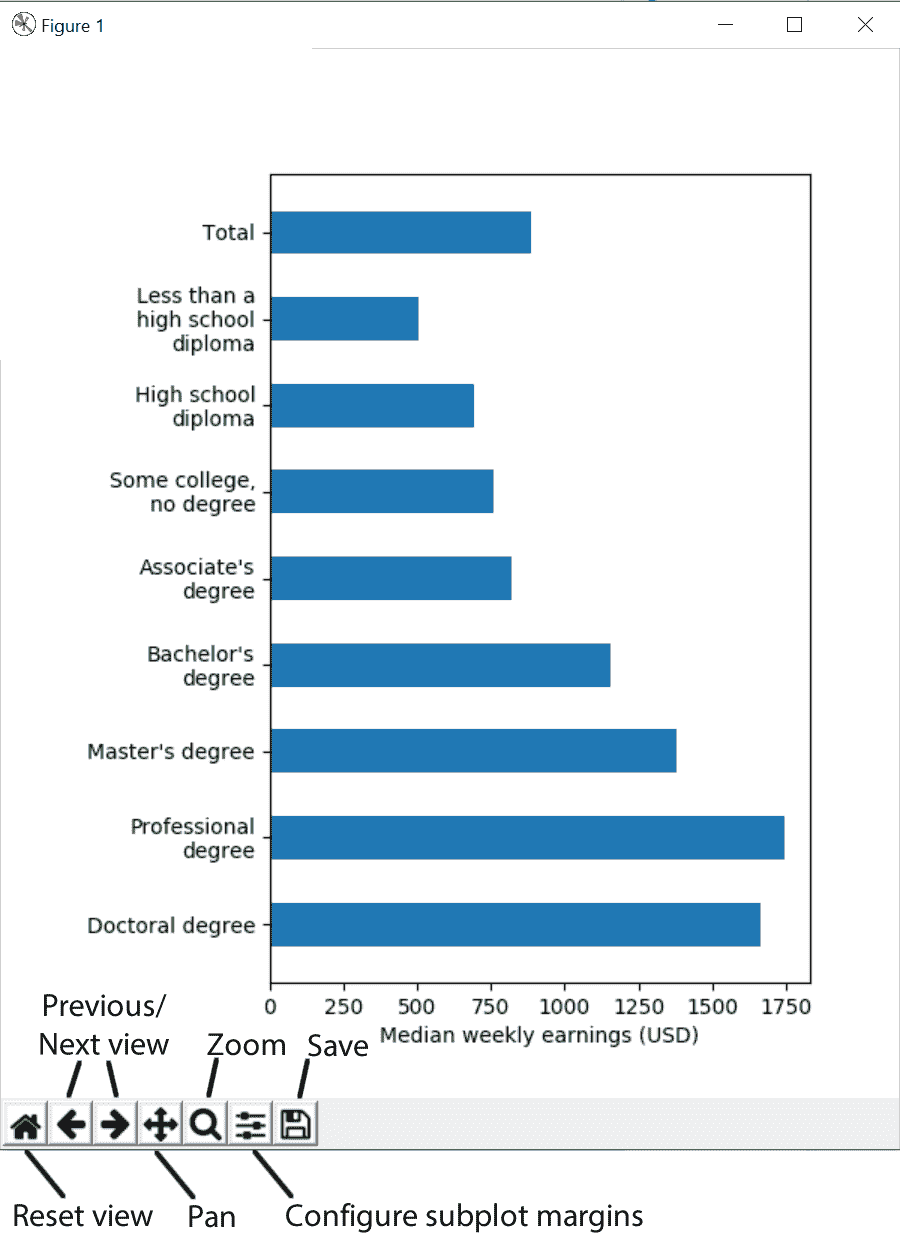 Figure 1
Total
Less than a
high school
diploma
High school
diploma
Some college,
no degree
Associate's
degree
Bachelor's
degree
Master's degree
Professional
degree
Doctoral degree
0 250 500 750 1000 1250 1500 1750
Median weekly earnings (USD)
Previous/
Next view
Zoom
Save
Reset view
Pan
Configure subplot margins